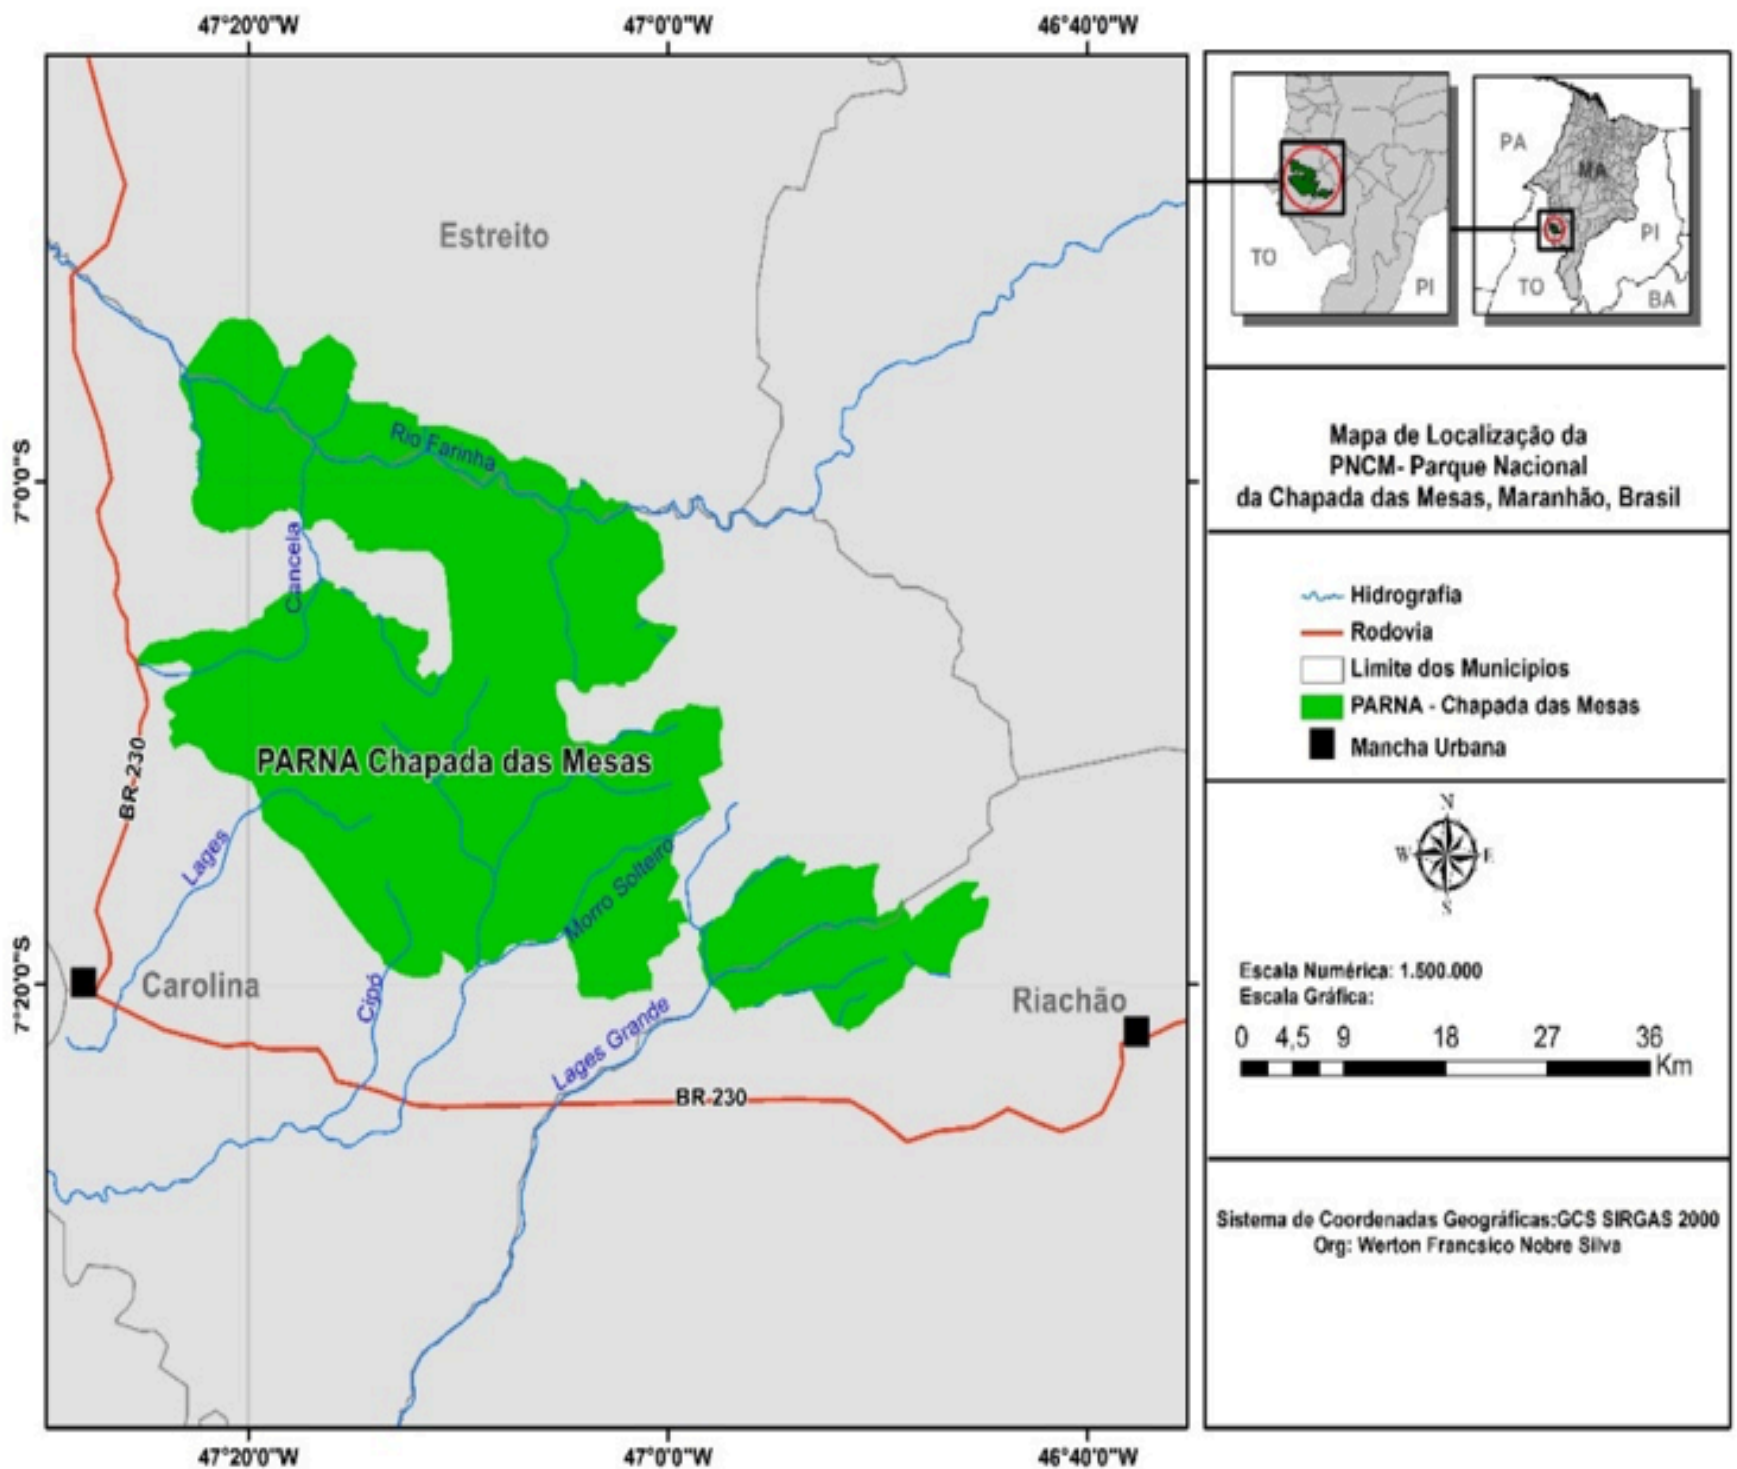 47°20'0"W
47°0'0"W
46°40'0"W
7°0'0"S
7°20'0"S
Estreito
Rio Farinha
Cancela
PARNA Chapada das Mesas
BR-230
Lages
Morro Solteiro
Carolina
Cipó
Lages Grande
Riachão
BR 230
47°20'0"W
47°0'0"W
46°40'0"W
TO
PI
PA
MA
PI
TO
BA
Mapa de Localização da
PNCM- Parque Nacional
da Chapada das Mesas, Maranhão, Brasil
Hidrografia
Rodovia
Limite dos Municipios
PARNA - Chapada das Mesas
Mancha Urbana
N
W
E
S
Escala Numérica: 1.500.000
Escala Gráfica:
0 4,5 9 18 27 36
Km
Sistema de Coordenadas Geográficas:GCS SIRGAS 2000
Org: Werton Francsico Nobre Silva